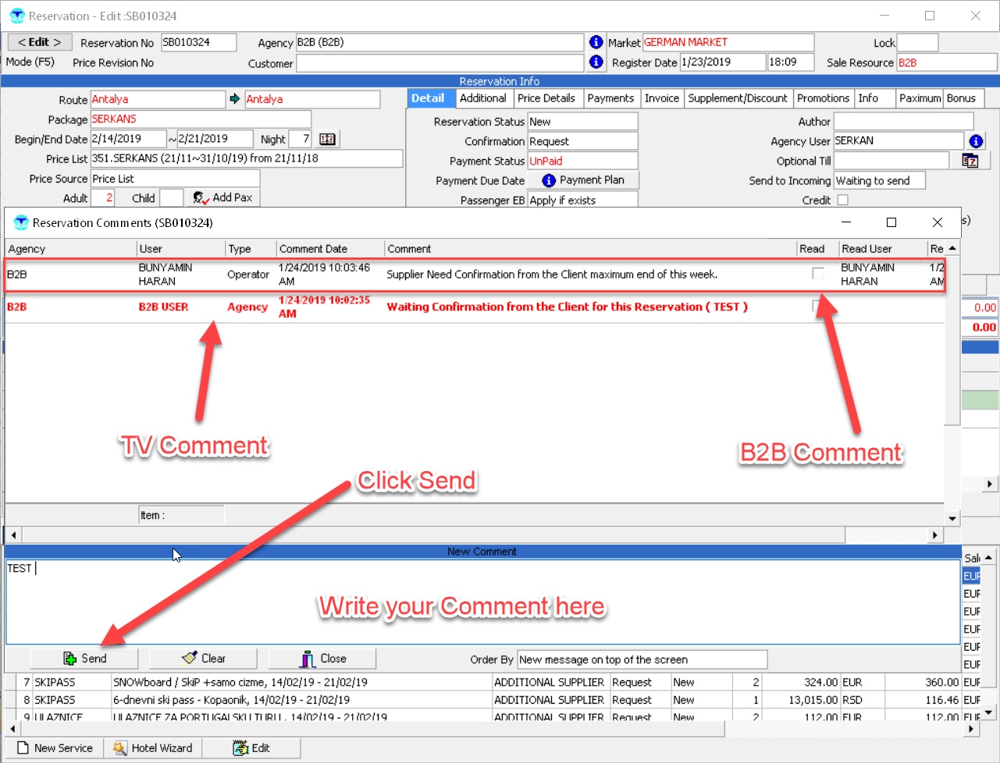 Reservation - Edit :SB010324
< Edit > Reservation No SB010324 Agency B2B (B2B) Market GERMAN MARKET Lock
Mode (F5) Price Revision No Customer Register Date 1/23/2019 18:09 Sale Resource B2B
Reservation Info
Route Antalya Antalya
Package SERKANS
Begin/End Date 2/14/2019 ~ 2/21/2019 Night 7
Price List 351.SERKANS (21/11~31/10/19) from 21/11/18
Price Source Price List
Adult 2 Child Add Pax
Detail Additional Price Details Payments Invoice Supplement/Discount Promotions Info Paximum Bonus
Reservation Status New Author
Confirmation Request Agency User SERKAN
Payment Status UnPaid Optional Till
Payment Due Date Payment Plan Send to Incoming Waiting to send
Passenger EB Apply if exists Credit
s)
Reservation Comments (SB010324)
Agency User Type Comment Date Comment Read Read User Re
B2B BUNYAMIN HARAN Operator 1/24/2019 10:03:46 AM Supplier Need Confirmation from the Client maximum end of this week. BUNYAMIN HARAN 1/2 AM
B2B B2B USER Agency 1/24/2019 10:02:35 AM Waiting Confirmation from the Client for this Reservation ( TEST )
0.00
0.00
TV Comment
B2B Comment
Click Send
Item :
New Comment
TEST
Write your Comment here
Send Clear Close Order By New message on top of the screen
Sale
EUR
EUR
EUR
EUR
EUR
EUR
7 SKIPASS SNOWboard / SkiP +samo cizme, 14/02/19 - 21/02/19 ADDITIONAL SUPPLIER Request New 2 324.00 EUR 360.00 EUR
8 SKIPASS 6-dnevni ski pass - Kopaonik, 14/02/19 - 21/02/19 ADDITIONAL SUPPLIER Request New 1 13,015.00 RSD 116.46 EUR
9 ULAZNICE ULAZNICE ZA PORTUGALSKU TURU , 14/02/19 - 21/02/19 ADDITIONAL SUPPLIER Request New 2 112.00 EUR 112.00 EUR
New Service Hotel Wizard Edit